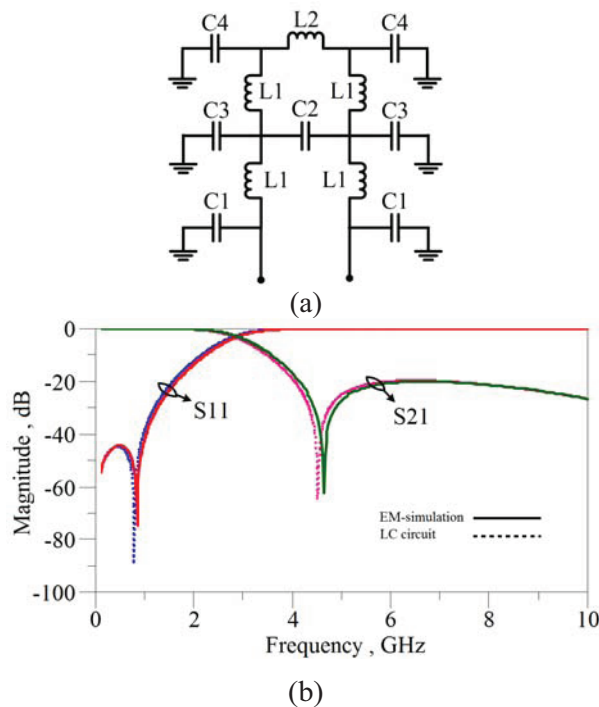 C4 L2 C4
L1 L1
C3 C2 C3
L1 L1
C1 C1
(a)
0
-20
-40
-60
-80
-100
Magnitude , dB
S11
S21
EM-simulation
LC circuit
0 2 4 6 8 10
Frequency , GHz
(b)